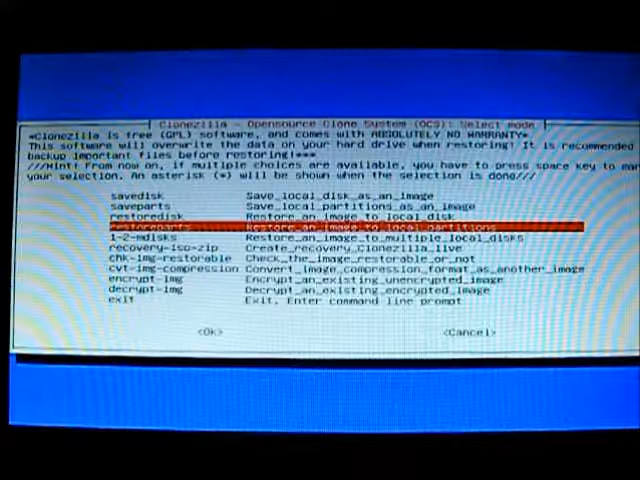 Clonezilla - Opensource Clone System (OCS): Select mode
*Clonezilla is free (GPL) software, and comes with ABSOLUTELY NO WARRANTY*
This software will overwrite the data on your hard drive when restoring! It is recommended
backup important files before restoring!***
///Hint! From now on, if multiple choices are available, you have to press space key to mar
your selection. An asterisk (*) will be shown when the selection is done///
savedisk Save_local_disk_as_an_image
saveparts Save_local_partitions_as_an_image
restoredisk Restore_an_image_to_local_disk
restoreparts Restore_an_image_to_local_partitions
1-2-mdisks Restore_an_image_to_multiple_local_disks
recovery-iso-zip Create_recovery_Clonezilla_live
chk-img-restorable Check_the_image_restorable_or_not
cvt-img-compression Convert_image_compression_format_as_another_image
encrypt-img Encrypt_an_existing_unencrypted_image
decrypt-img Decrypt_an_existing_encrypted_image
exit Exit. Enter command line prompt
<Ok> <Cancel>